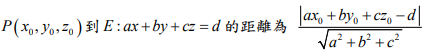 P(x₀, y₀, z₀) 到 E : ax + by + cz = d 的距離為 |ax₀ + by₀ + cz₀ − d| / √(a² + b² + c²)